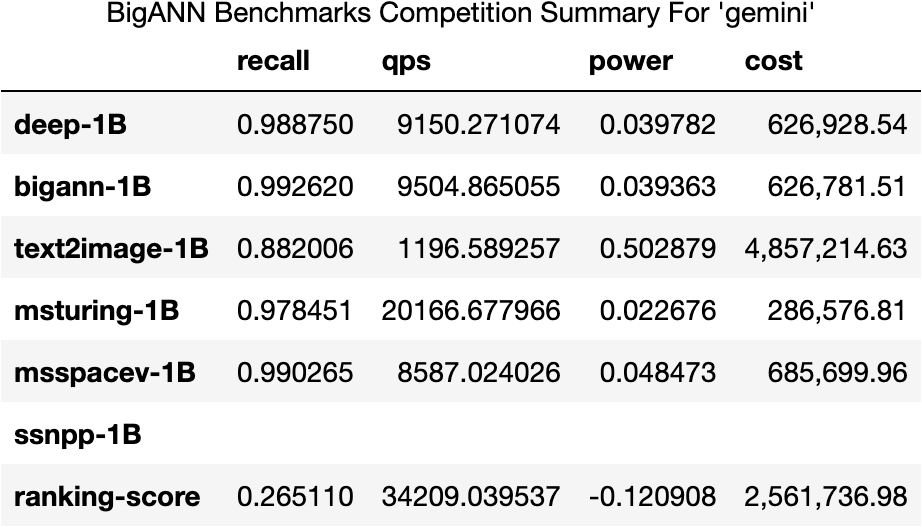 BigANN Benchmarks Competition Summary For 'gemini'
recall qps power cost
deep-1B 0.988750 9150.271074 0.039782 626,928.54
bigann-1B 0.992620 9504.865055 0.039363 626,781.51
text2image-1B 0.882006 1196.589257 0.502879 4,857,214.63
msturing-1B 0.978451 20166.677966 0.022676 286,576.81
msspacev-1B 0.990265 8587.024026 0.048473 685,699.96
ssnpp-1B
ranking-score 0.265110 34209.039537 -0.120908 2,561,736.98